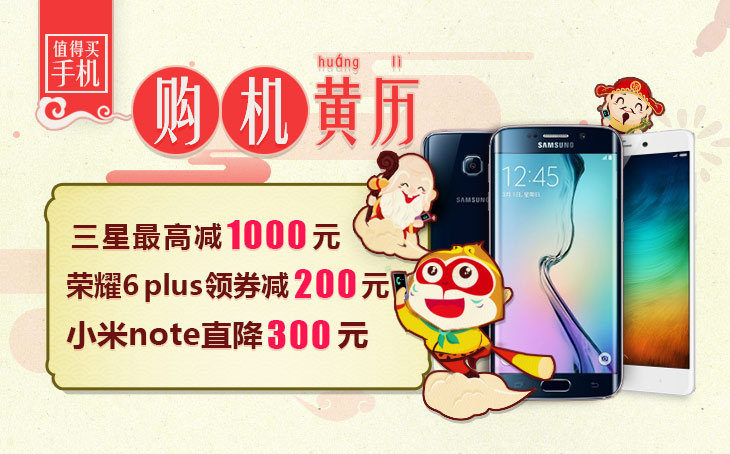 值得买
手机
huáng lì
购机黄历
三星最高减1000元
荣耀6 plus领券减200元
小米note直降300元
SAMSUNG
SAMSUNG
12:45